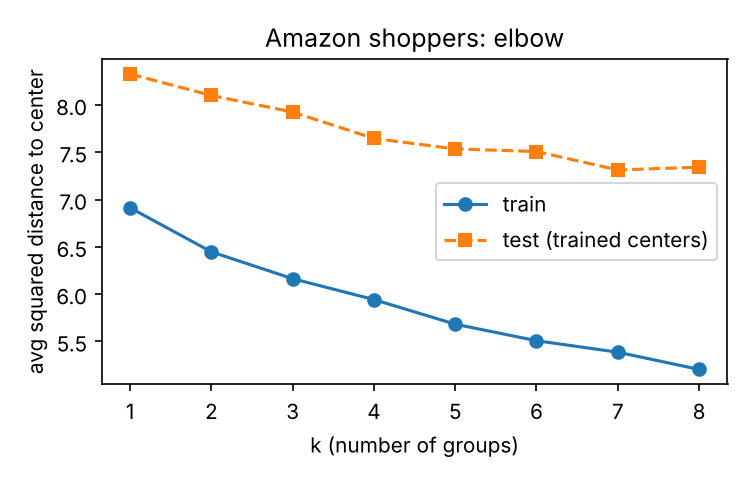 Amazon shoppers: elbow
avg squared distance to center
8.0
7.5
7.0
6.5
6.0
5.5
train
test (trained centers)
1 2 3 4 5 6 7 8
k (number of groups)